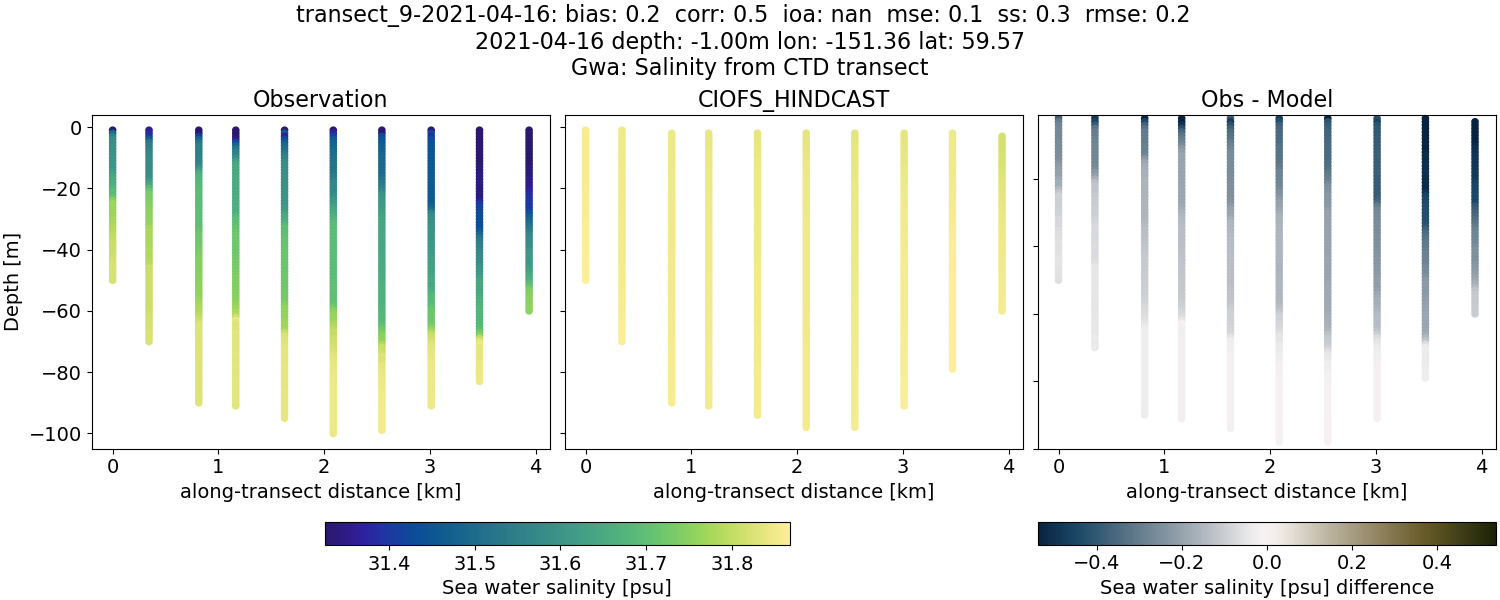 transect_9-2021-04-16: bias: 0.2  corr: 0.5  ioa: nan  mse: 0.1  ss: 0.3  rmse: 0.2
2021-04-16 depth: -1.00m lon: -151.36 lat: 59.57
Gwa: Salinity from CTD transect
Observation
CIOFS_HINDCAST
Obs - Model
Depth [m]
0
−20
−40
−60
−80
−100
0 1 2 3 4
0 1 2 3 4
0 1 2 3 4
along-transect distance [km]
along-transect distance [km]
along-transect distance [km]
31.4 31.5 31.6 31.7 31.8
Sea water salinity [psu]
−0.4 −0.2 0.0 0.2 0.4
Sea water salinity [psu] difference